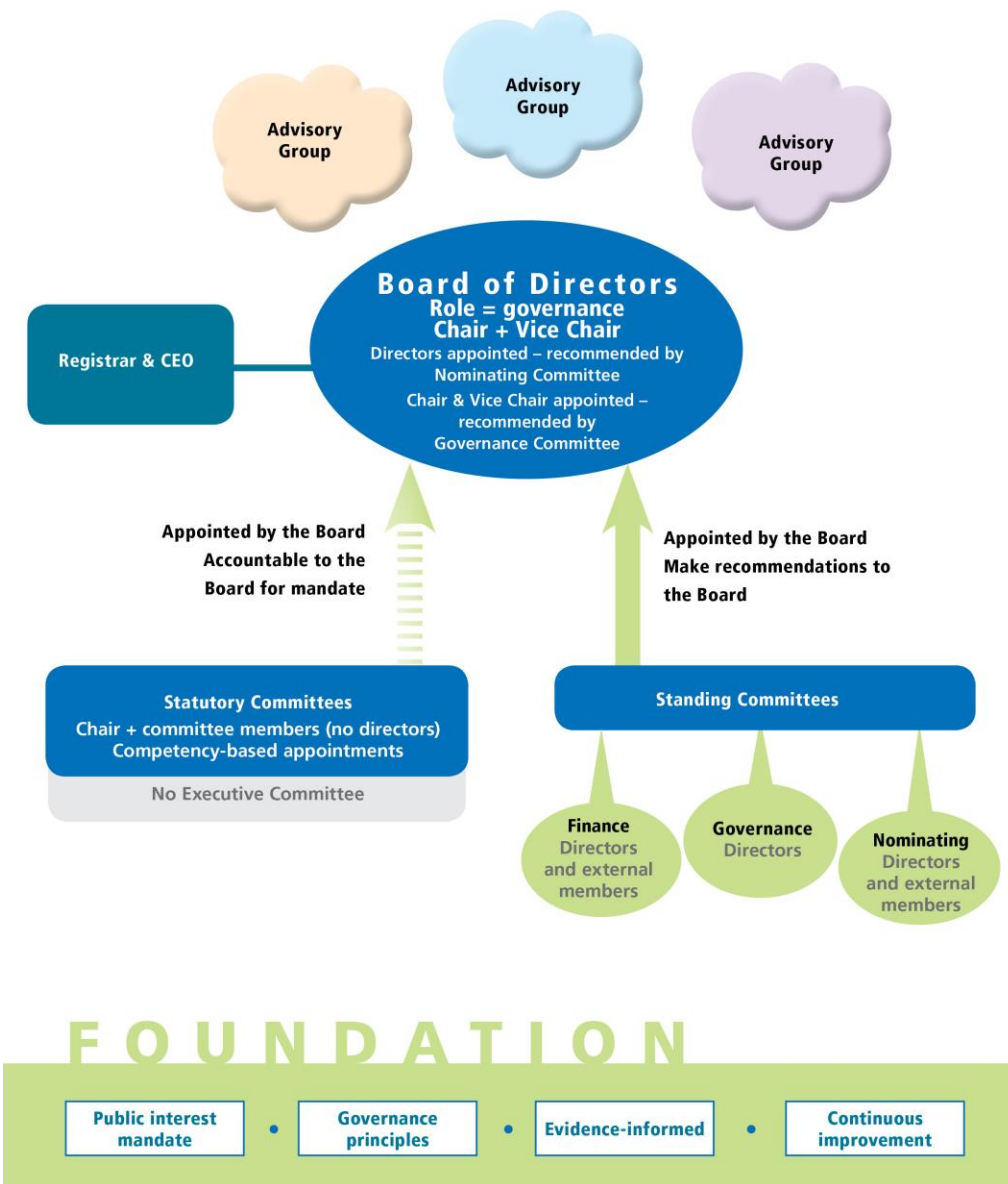 Advisory
Group
Advisory
Group
Advisory
Group
Board of Directors
Role = governance
Chair + Vice Chair
Directors appointed – recommended by
Nominating Committee
Chair & Vice Chair appointed –
recommended by
Governance Committee
Registrar & CEO
Appointed by the Board
Accountable to the
Board for mandate
Appointed by the Board
Make recommendations to
the Board
Statutory Committees
Chair + committee members (no directors)
Competency-based appointments
No Executive Committee
Standing Committees
Finance
Directors
and external
members
Governance
Directors
Nominating
Directors
and external
members
FOUNDATION
Public interest
mandate
•
Governance
principles
•
Evidence-informed
•
Continuous
improvement